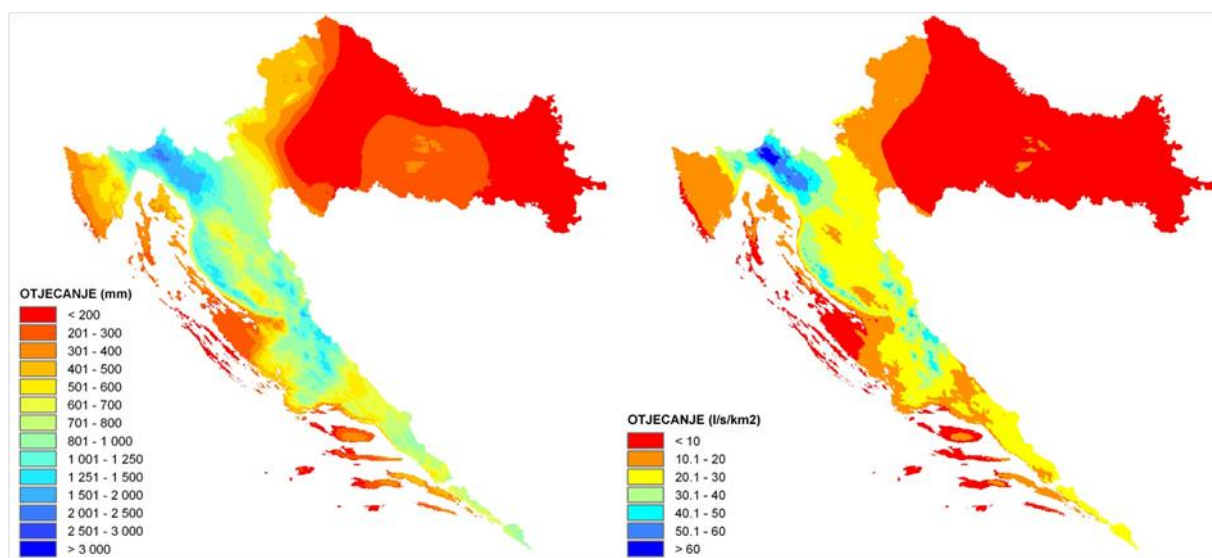 OTJECANJE (mm)
< 200
201 - 300
301 - 400
401 - 500
501 - 600
601 - 700
701 - 800
801 - 1 000
1 001 - 1 250
1 251 - 1 500
1 501 - 2 000
2 001 - 2 500
2 501 - 3 000
> 3 000
OTJECANJE (l/s/km2)
< 10
10.1 - 20
20.1 - 30
30.1 - 40
40.1 - 50
50.1 - 60
> 60